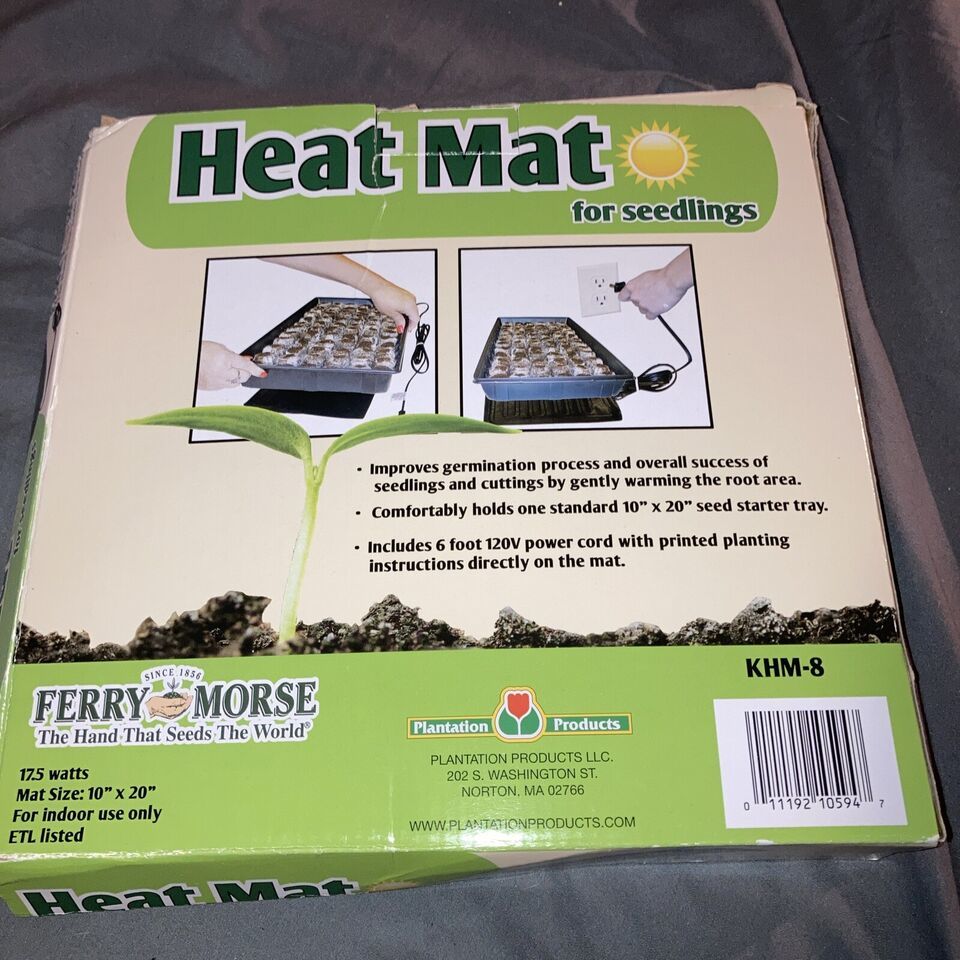 Heat Mat
for seedlings
• Improves germination process and overall success of
seedlings and cuttings by gently warming the root area.
• Comfortably holds one standard 10" x 20" seed starter tray.
• Includes 6 foot 120V power cord with printed planting
instructions directly on the mat.
KHM-8
SINCE 1856
FERRY MORSE
The Hand That Seeds The World®
17.5 watts
Mat Size: 10" x 20"
For indoor use only
ETL listed
Plantation Products
PLANTATION PRODUCTS LLC.
202 S. WASHINGTON ST.
NORTON, MA 02766
WWW.PLANTATIONPRODUCTS.COM
0 11192 10594 7
Heat Mat
for seedlings